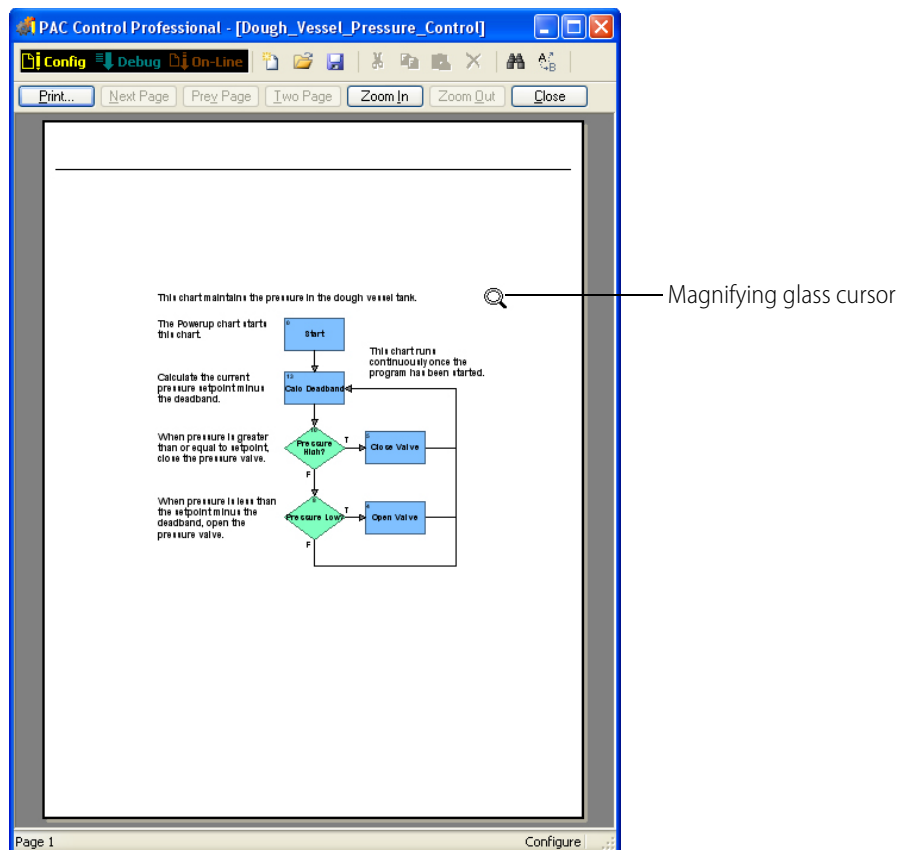 PAC Control Professional - [Dough_Vessel_Pressure_Control]
Config Debug On-Line
A
A B
Print... Next Page Prev Page Two Page Zoom In Zoom Out Close
Magnifying glass cursor
This chart maintains the pressure in the dough vessel tank.
The Powerup chart starts
this chart.
0
Start
This chart runs
continuously once the
program has been started.
Calculate the current
pressure setpoint minus
the deadband.
13
Calc Deadband
When pressure is greater
than or equal to setpoint,
close the pressure valve.
10
Pressure
High?
T
5
Close Valve
F
When pressure is less than
the setpoint minus the
deadband, open the
pressure valve.
Pressure Low?
T
Open Valve
F
Page 1
Configure